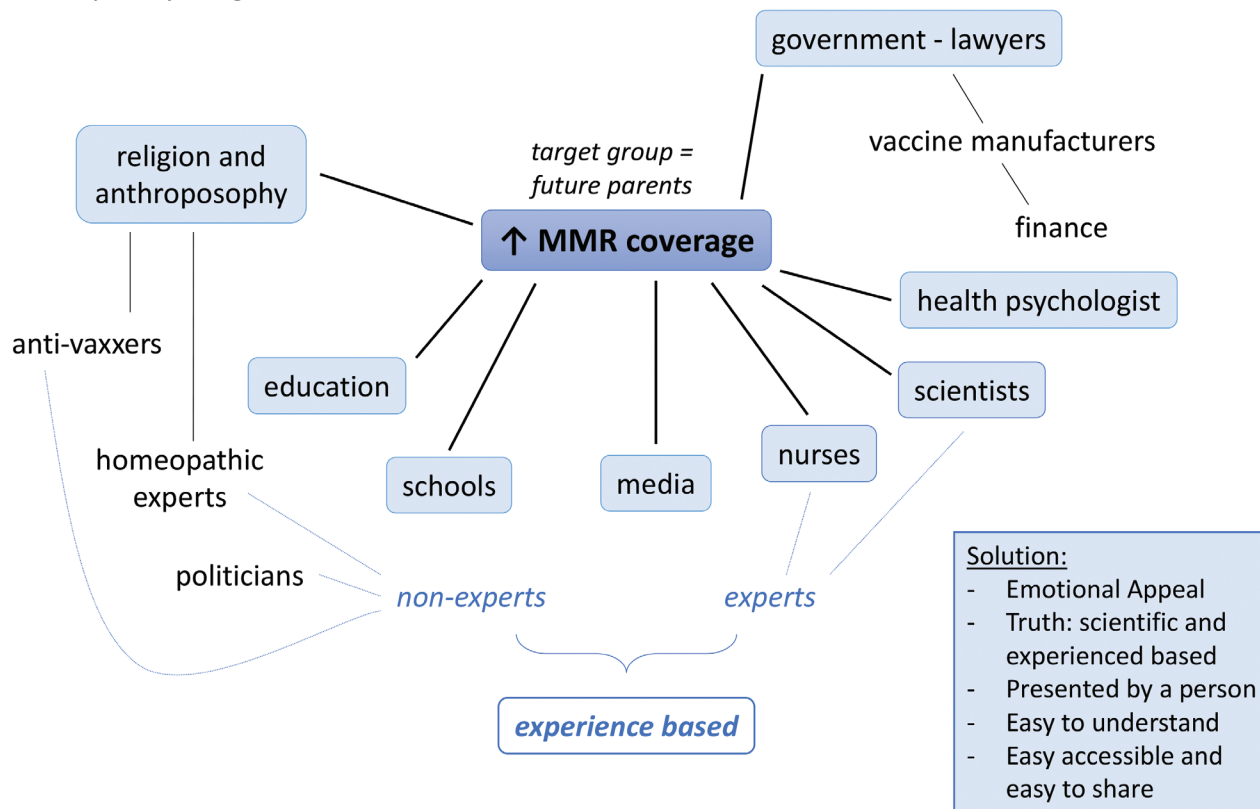 government - lawyers
vaccine manufacturers
finance
religion and
anthroposophy
target group =
future parents
↑ MMR coverage
health psychologist
anti-vaxxers
education
scientists
homeopathic
experts
schools
media
nurses
politicians
non-experts
experts
experience based
Solution:
- Emotional Appeal
- Truth: scientific and
experienced based
- Presented by a person
- Easy to understand
- Easy accessible and
easy to share